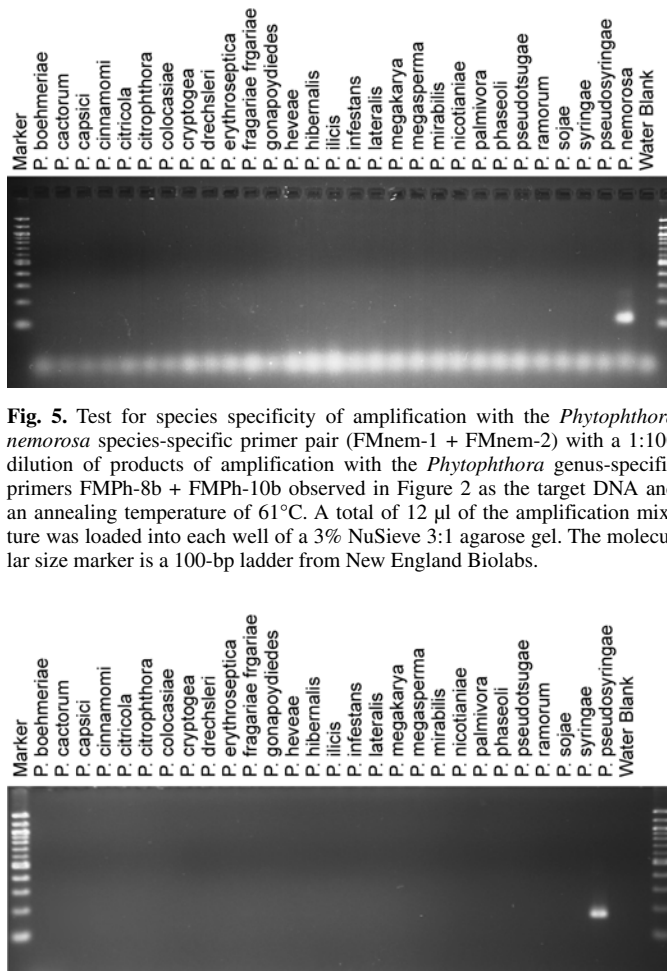 Marker
P. boehmeriae
P. cactorum
P. capsici
P. cinnamomi
P. citricola
P. citrophthora
P. colocasiae
P. cryptogea
P. drechsleri
P. erythroseptica
P. fragariae frgariae
P. gonapoydiedes
P. heveae
P. hibernalis
P. ilicis
P. infestans
P. lateralis
P. megakarya
P. megasperma
P. mirabilis
P. nicotianiae
P. palmivora
P. phaseoli
P. pseudotsugae
P. ramorum
P. sojae
P. syringae
P. pseudosyringae
P. nemorosa
Water Blank
Fig. 5. Test for species specificity of amplification with the Phytophthora
nemorosa species-specific primer pair (FMnem-1 + FMnem-2) with a 1:100
dilution of products of amplification with the Phytophthora genus-specifi
primers FMPh-8b + FMPh-10b observed in Figure 2 as the target DNA and
an annealing temperature of 61°C. A total of 12 µl of the amplification mix-
ture was loaded into each well of a 3% NuSieve 3:1 agarose gel. The molecu-
lar size marker is a 100-bp ladder from New England Biolabs.
Marker
P. boehmeriae
P. cactorum
P. capsici
P. cinnamomi
P. citricola
P. citrophthora
P. colocasiae
P. cryptogea
P. drechsleri
P. erythroseptica
P. fragariae frgariae
P. gonapoydiedes
P. heveae
P. hibernalis
P. ilicis
P. infestans
P. lateralis
P. megakarya
P. megasperma
P. mirabilis
P. nicotianiae
P. palmivora
P. phaseoli
P. pseudotsugae
P. ramorum
P. sojae
P. syringae
P. pseudosyringae
Water Blank